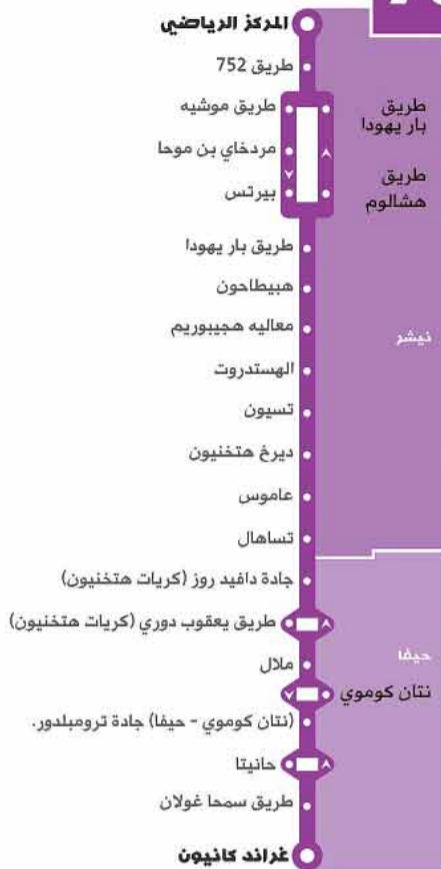 المركز الرياضي
طريق 752
طريق موشيه
طريق
بار يهودا
مردخاي بن موحا
طريق
هشالوم
بيرتس
طريق بار يهودا
هبيطاحون
معاليه هجيبوريم
نيشر
الهستدروت
تسيون
ديرخ هتخنيون
عاموس
تساهال
جادة دافيد روز (كريات هتخنيون)
طريق يعقوب دوري (كريات هتخنيون)
حيفا
ملال
نتان كوموي
(نتان كوموي - حيفا) جادة ترومبلدور.
حانيتا
طريق سمحا غولان
غراند كانيون